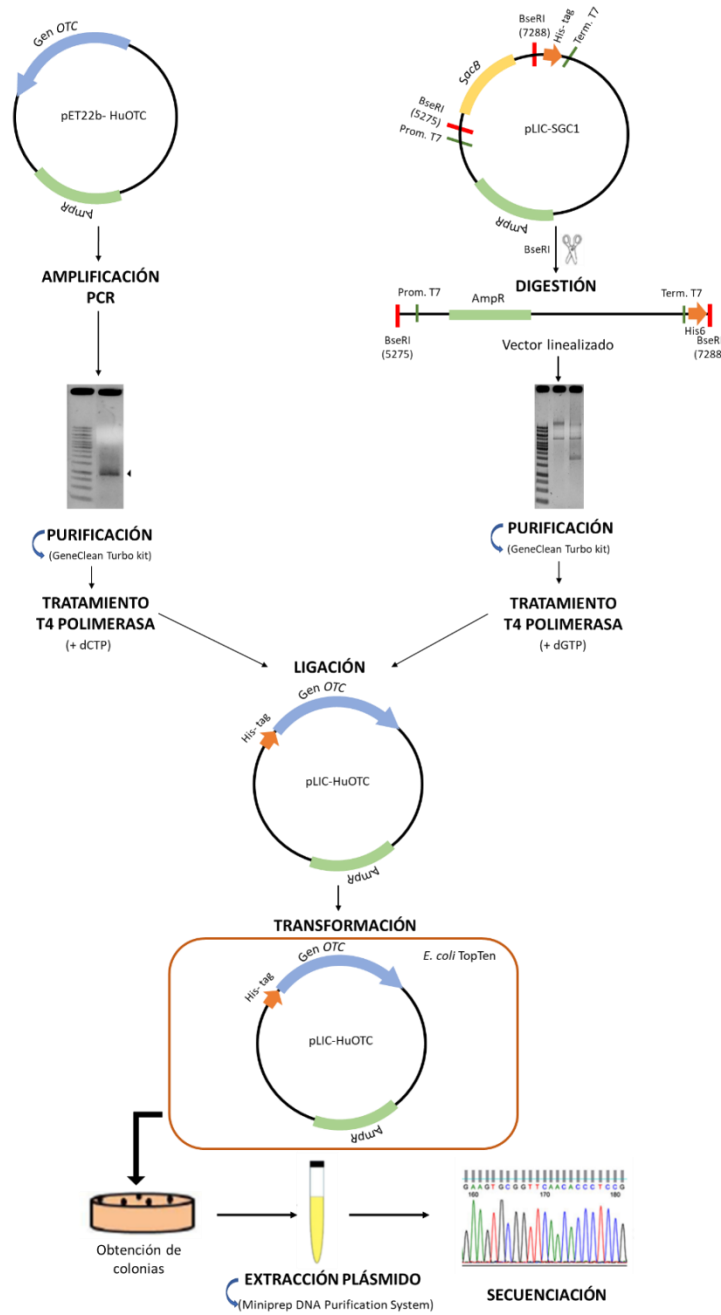 Gen OTC
pET22b- HuOTC
AmpR
BseRI
(7288)
His- tag
Term. T7
SacB
BseRI
(5275)
Prom. T7
pLIC-SGC1
AmpR
BseRI
AMPLIFICACIÓN
PCR
DIGESTIÓN
Prom. T7
AmpR
Term. T7
His6
BseRI
(5275)
BseRI
(7288)
Vector linealizado
PURIFICACIÓN
(GeneClean Turbo kit)
PURIFICACIÓN
(GeneClean Turbo kit)
TRATAMIENTO
T4 POLIMERASA
(+ dCTP)
TRATAMIENTO
T4 POLIMERASA
(+ dGTP)
LIGACIÓN
Gen OTC
His- tag
pLIC-HuOTC
AmpR
TRANSFORMACIÓN
E. coli TopTen
Gen OTC
His- tag
pLIC-HuOTC
AmpR
Obtención de
colonias
EXTRACCIÓN PLÁSMIDO
(Miniprep DNA Purification System)
G A A G T G C G G T T C A A C A C C C T C C G
160 170 180
SECUENCIACIÓN